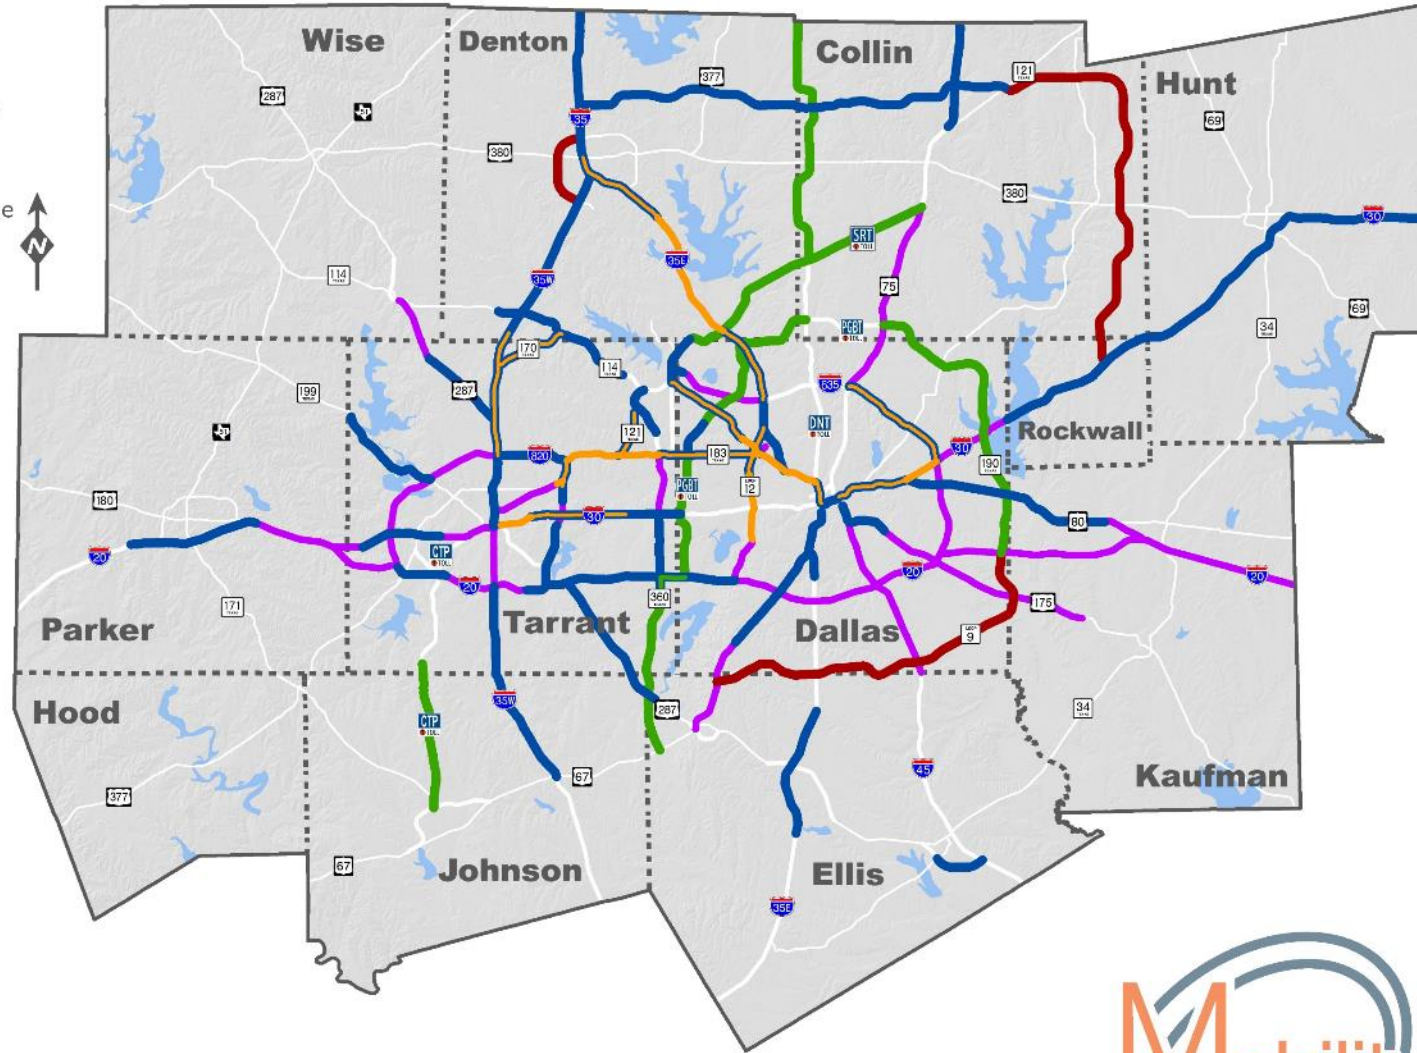 Wise
Denton
Collin
Hunt
377
121
287
69
35
380
380
e
N
30
SRT
TOLL
35E
114
35W
75
69
34
PGBT
TOLL
170
114
635
199
287
DNT
TOLL
Rockwall
121
183
820
30
190
180
PGBT
TOLL
LOOP
12
30
80
20
CTP
TOLL
20
20
20
171
360
175
Parker
Tarrant
Dallas
LOOP
9
Hood
35W
287
34
CTP
TOLL
67
45
Kaufman
377
67
Johnson
Ellis
35E